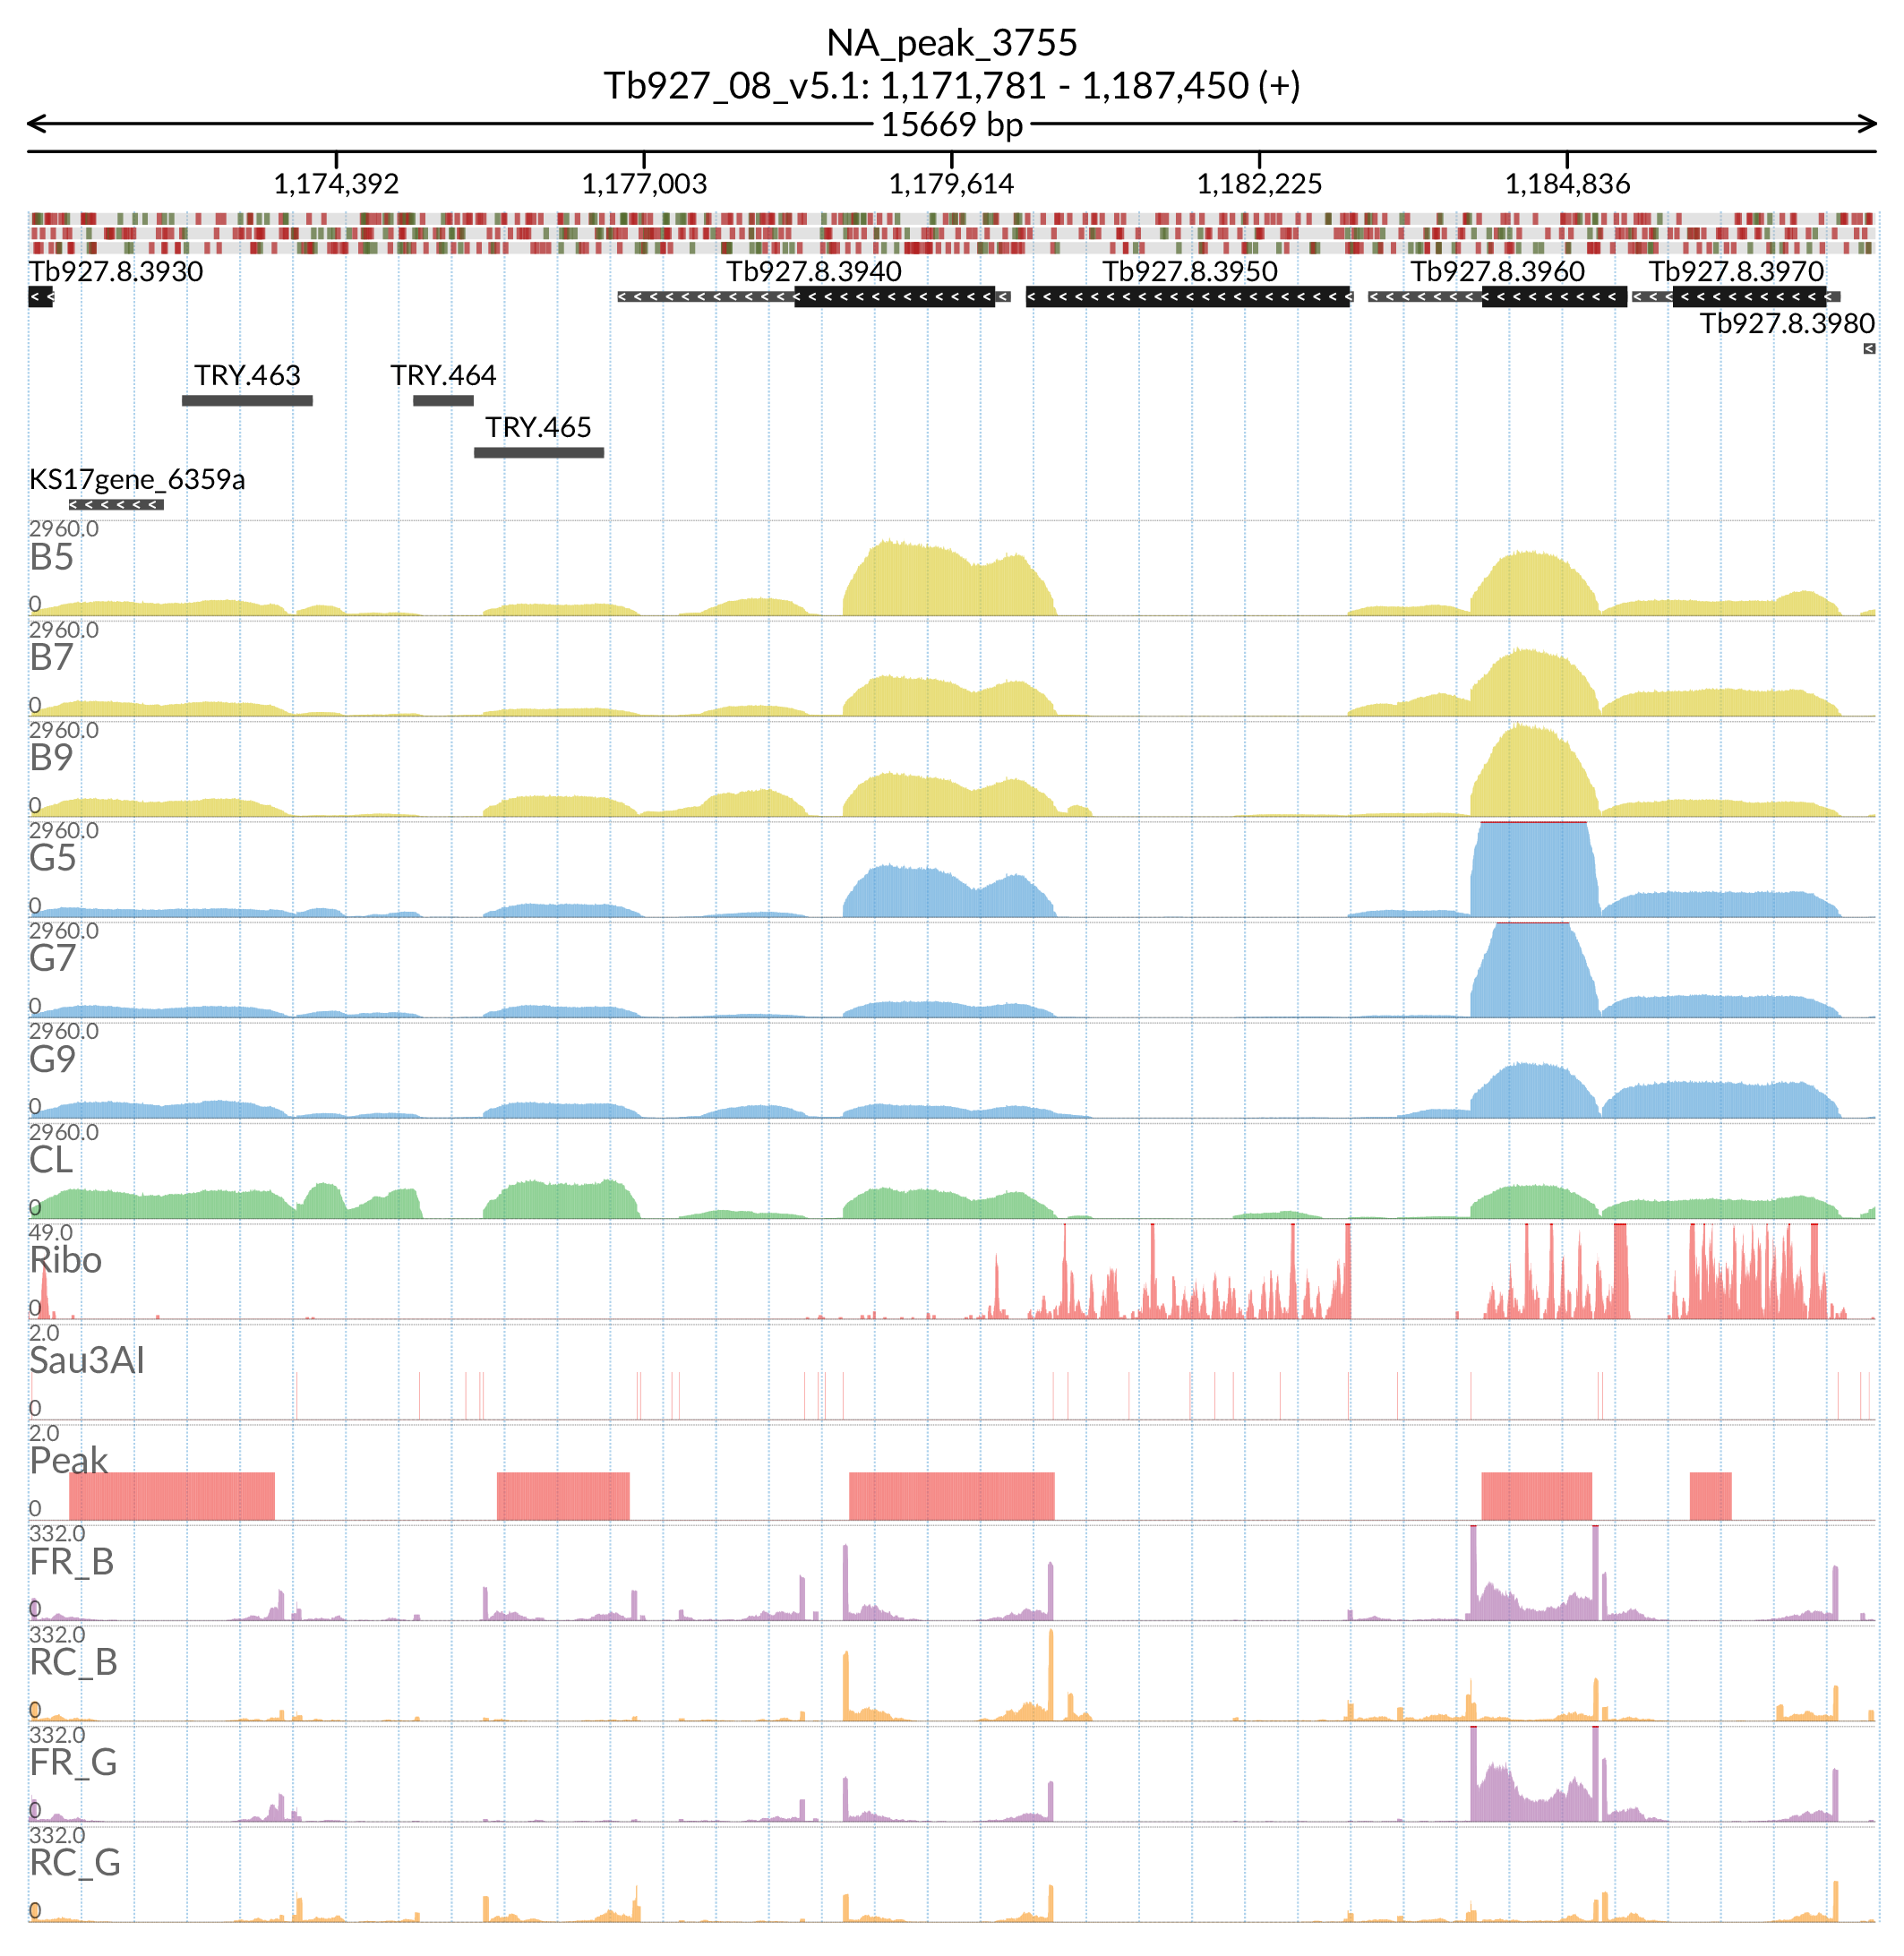 NA_peak_3755
Tb927_08_v5.1: 1,171,781 - 1,187,450 (+)
15669 bp
1,174,392 1,177,003 1,179,614 1,182,225 1,184,836
Tb927.8.3930 Tb927.8.3940 Tb927.8.3950 Tb927.8.3960 Tb927.8.3970
Tb927.8.3980
TRY.463 TRY.464
TRY.465
KS17gene_6359a
2960.0
B5
0
2960.0
B7
0
2960.0
B9
0
2960.0
G5
0
2960.0
G7
0
2960.0
G9
0
2960.0
CL
0
49.0
Ribo
0
2.0
Sau3AI
0
2.0
Peak
0
332.0
FR_B
0
332.0
RC_B
0
332.0
FR_G
0
332.0
RC_G
0